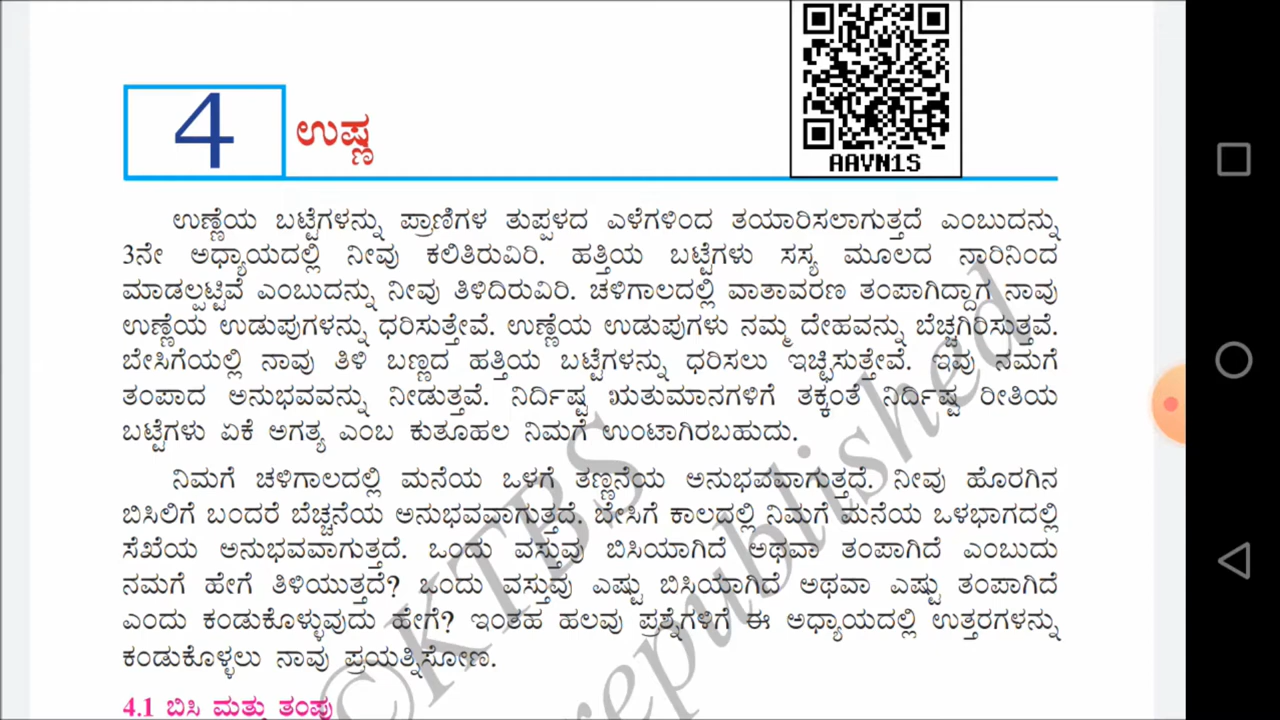 AAVN1S
4 ಉಷ್ಣ
ಉಣ್ಣೆಯ ಬಟ್ಟೆಗಳನ್ನು ಪ್ರಾಣಿಗಳ ತುಪ್ಪಳದ ಎಳೆಗಳಿಂದ ತಯಾರಿಸಲಾಗುತ್ತದೆ ಎಂಬುದನ್ನು
3ನೇ ಅಧ್ಯಾಯದಲ್ಲಿ ನೀವು ಕಲಿತಿರುವಿರಿ. ಹತ್ತಿಯ ಬಟ್ಟೆಗಳು ಸಸ್ಯ ಮೂಲದ ನಾರಿನಿಂದ
ಮಾಡಲ್ಪಟ್ಟಿವೆ ಎಂಬುದನ್ನು ನೀವು ತಿಳಿದಿರುವಿರಿ. ಚಳಿಗಾಲದಲ್ಲಿ ವಾತಾವರಣ ತಂಪಾಗಿದ್ದಾಗ ನಾವು
ಉಣ್ಣೆಯ ಉಡುಪುಗಳನ್ನು ಧರಿಸುತ್ತೇವೆ. ಉಣ್ಣೆಯ ಉಡುಪುಗಳು ನಮ್ಮ ದೇಹವನ್ನು ಬೆಚ್ಚಗಿರಿಸುತ್ತವೆ.
ಬೇಸಿಗೆಯಲ್ಲಿ ನಾವು ತಿಳಿ ಬಣ್ಣದ ಹತ್ತಿಯ ಬಟ್ಟೆಗಳನ್ನು ಧರಿಸಲು ಇಚ್ಛಿಸುತ್ತೇವೆ. ಇವು ನಮಗೆ
ತಂಪಾದ ಅನುಭವವನ್ನು ನೀಡುತ್ತವೆ. ನಿರ್ದಿಷ್ಟ ಋತುಮಾನಗಳಿಗೆ ತಕ್ಕಂತೆ ನಿರ್ದಿಷ್ಟ ರೀತಿಯ
ಬಟ್ಟೆಗಳು ಏಕೆ ಅಗತ್ಯ ಎಂಬ ಕುತೂಹಲ ನಿಮಗೆ ಉಂಟಾಗಿರಬಹುದು.
ನಿಮಗೆ ಚಳಿಗಾಲದಲ್ಲಿ ಮನೆಯ ಒಳಗೆ ತಣ್ಣನೆಯ ಅನುಭವವಾಗುತ್ತದೆ. ನೀವು ಹೊರಗಿನ
ಬಿಸಿಲಿಗೆ ಬಂದರೆ ಬೆಚ್ಚನೆಯ ಅನುಭವವಾಗುತ್ತದೆ. ಬೇಸಿಗೆ ಕಾಲದಲ್ಲಿ ನಿಮಗೆ ಮನೆಯ ಒಳಭಾಗದಲ್ಲಿ
ಸೆಖೆಯ ಅನುಭವವಾಗುತ್ತದೆ. ಒಂದು ವಸ್ತುವು ಬಿಸಿಯಾಗಿದೆ ಅಥವಾ ತಂಪಾಗಿದೆ ಎಂಬುದು
ನಮಗೆ ಹೇಗೆ ತಿಳಿಯುತ್ತದೆ? ಒಂದು ವಸ್ತುವು ಎಷ್ಟು ಬಿಸಿಯಾಗಿದೆ ಅಥವಾ ಎಷ್ಟು ತಂಪಾಗಿದೆ
ಎಂದು ಕಂಡುಕೊಳ್ಳುವುದು ಹೇಗೆ? ಇಂತಹ ಹಲವು ಪ್ರಶ್ನೆಗಳಿಗೆ ಈ ಅಧ್ಯಾಯದಲ್ಲಿ ಉತ್ತರಗಳನ್ನು
ಕಂಡುಕೊಳ್ಳಲು ನಾವು ಪ್ರಯತ್ನಿಸೋಣ.
4.1 ಬಿಸಿ ಮತ್ತು ತಂಪು
©KTBS
republished